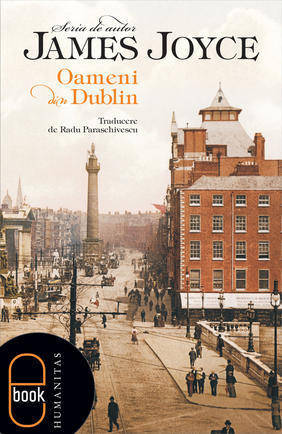 Seria de autor
JAMES JOYCE
Oameni
din Dublin
Traducere
de Radu Paraschivescu
book
HUMANITAS